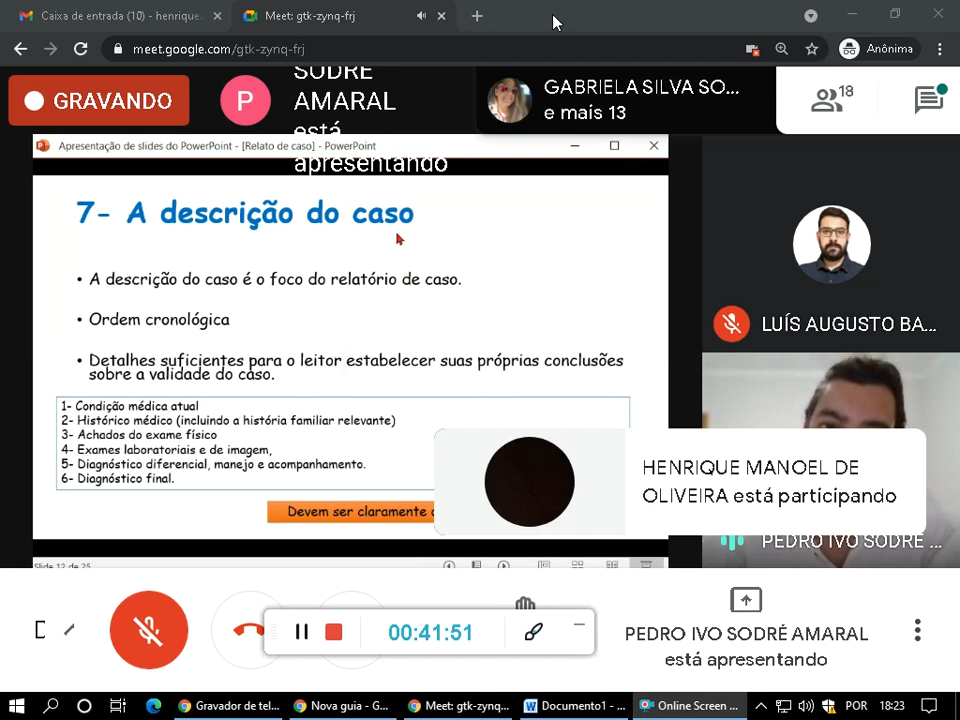 Caixa de entrada (10) - henrique.
Meet: gtk-zynq-frj
meet.google.com/gtk-zynq-frj
Anônima
GRAVANDO
P
SODRÉ
AMARAL
está
apresentando
GABRIELA SILVA SO...
e mais 13
18
Apresentação de slides do PowerPoint - [Relato de caso] - PowerPoint
7- A descrição do caso
• A descrição do caso é o foco do relatório de caso.
• Ordem cronológica
• Detalhes suficientes para o leitor estabelecer suas próprias conclusões
sobre a validade do caso.
1- Condição médica atual
2- Histórico médico (incluindo a história familiar relevante)
3- Achados do exame físico
4- Exames laboratoriais e de imagem,
5- Diagnóstico diferencial, manejo e acompanhamento.
6- Diagnóstico final.
Devem ser claramente
Slide 12 de 25
LUÍS AUGUSTO BA...
HENRIQUE MANOEL DE
OLIVEIRA está participando
PEDRO IVO SODRÉ ...
00:41:51
PEDRO IVO SODRÉ AMARAL
está apresentando
Gravador de tel...
Nova guia - G...
Meet: gtk-zynq...
Documento1 - ...
Online Screen ...
POR
18:23